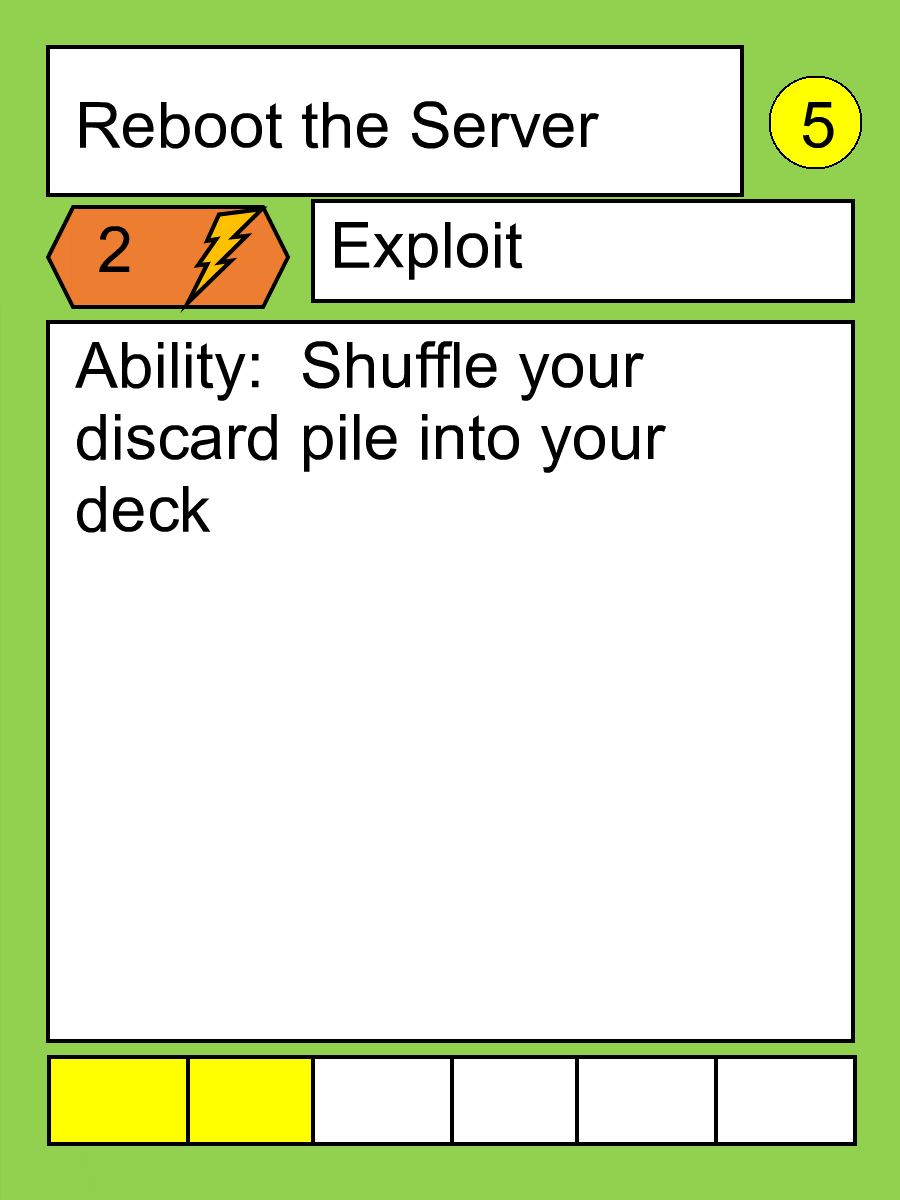 Reboot the Server
5
2
Exploit
Ability:  Shuffle your
discard pile into your
deck